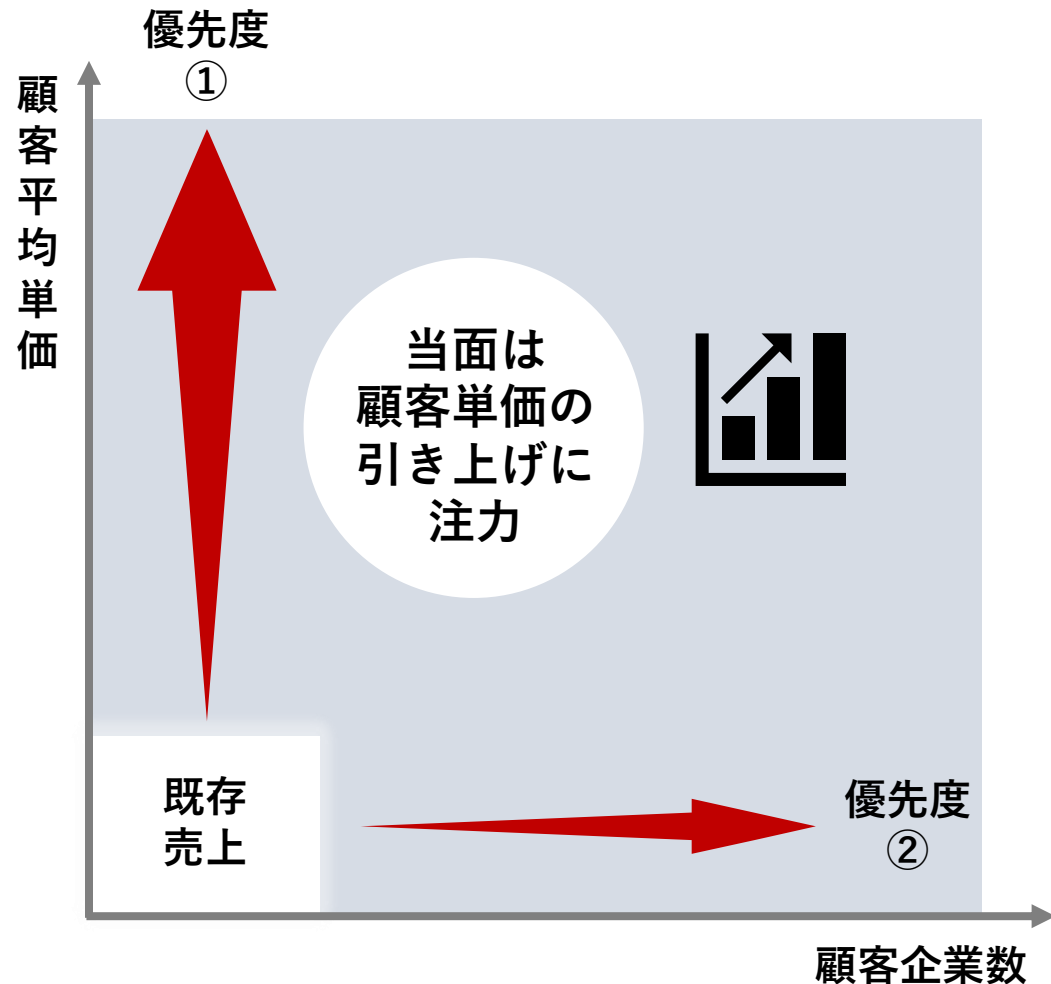 優先度
①
顧客平均単価
当面は
顧客単価の
引き上げに
注力
既存
売上
優先度
②
顧客企業数